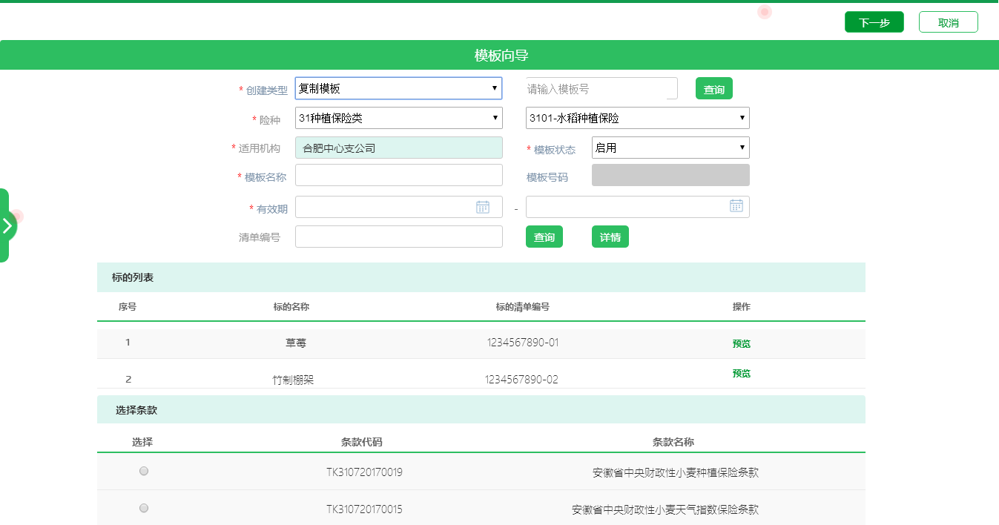 下一步 取消
模板向导
* 创建类型 复制模板 请输入模板号 查询
* 险种 31种植保险类 3101-水稻种植保险
* 适用机构 合肥中心支公司 * 模板状态 启用
* 模板名称 模板号码
* 有效期 -
清单编号 查询 详情
标的列表
序号 标的名称 标的清单编号 操作
1 草莓 1234567890-01 预览
2 竹制棚架 1234567890-02 预览
选择条款
选择 条款代码 条款名称
TK310720170019 安徽省中央财政性小麦种植保险条款
TK310720170015 安徽省中央财政性小麦天气指数保险条款